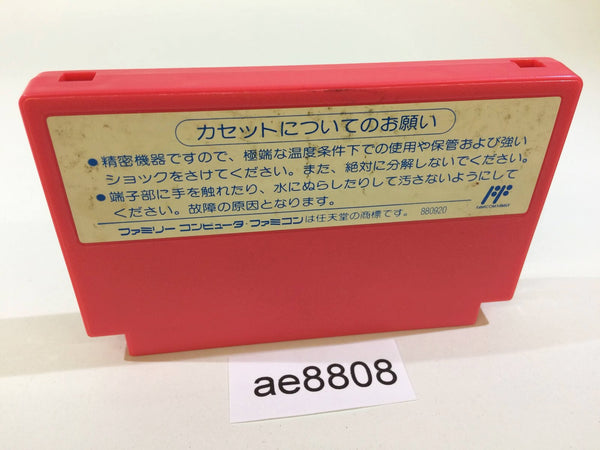 カセットについてのお願い
●精密機器ですので、極端な温度条件下での使用や保管および強い
ショックをさけてください。また、絶対に分解しないでください。
●端子部に手を触れたり、水にぬらしたりして汚さないようにして
ください。故障の原因となります。
ファミリーコンピュータ・ファミコンは任天堂の商標です。 880920
ae8808